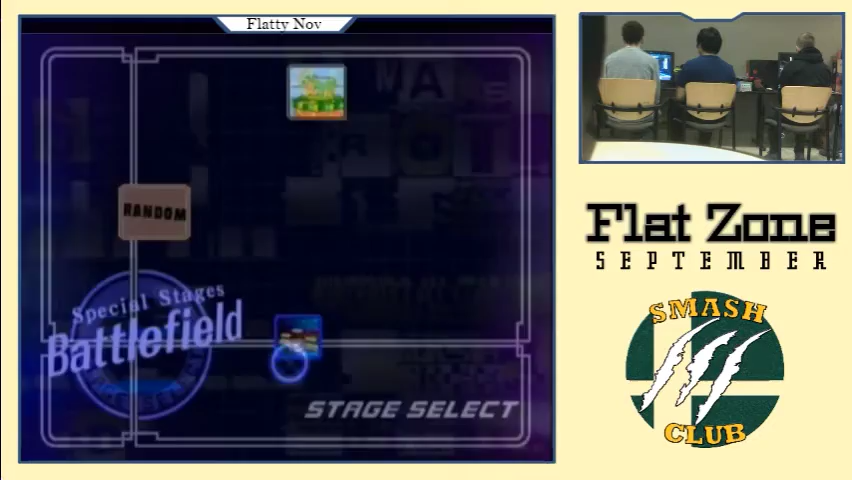 Flatty Nov
RANDOM
Special Stages
Battlefield
STAGE SELECT
Flat Zone
SEPTEMBER
SMASH
CLUB